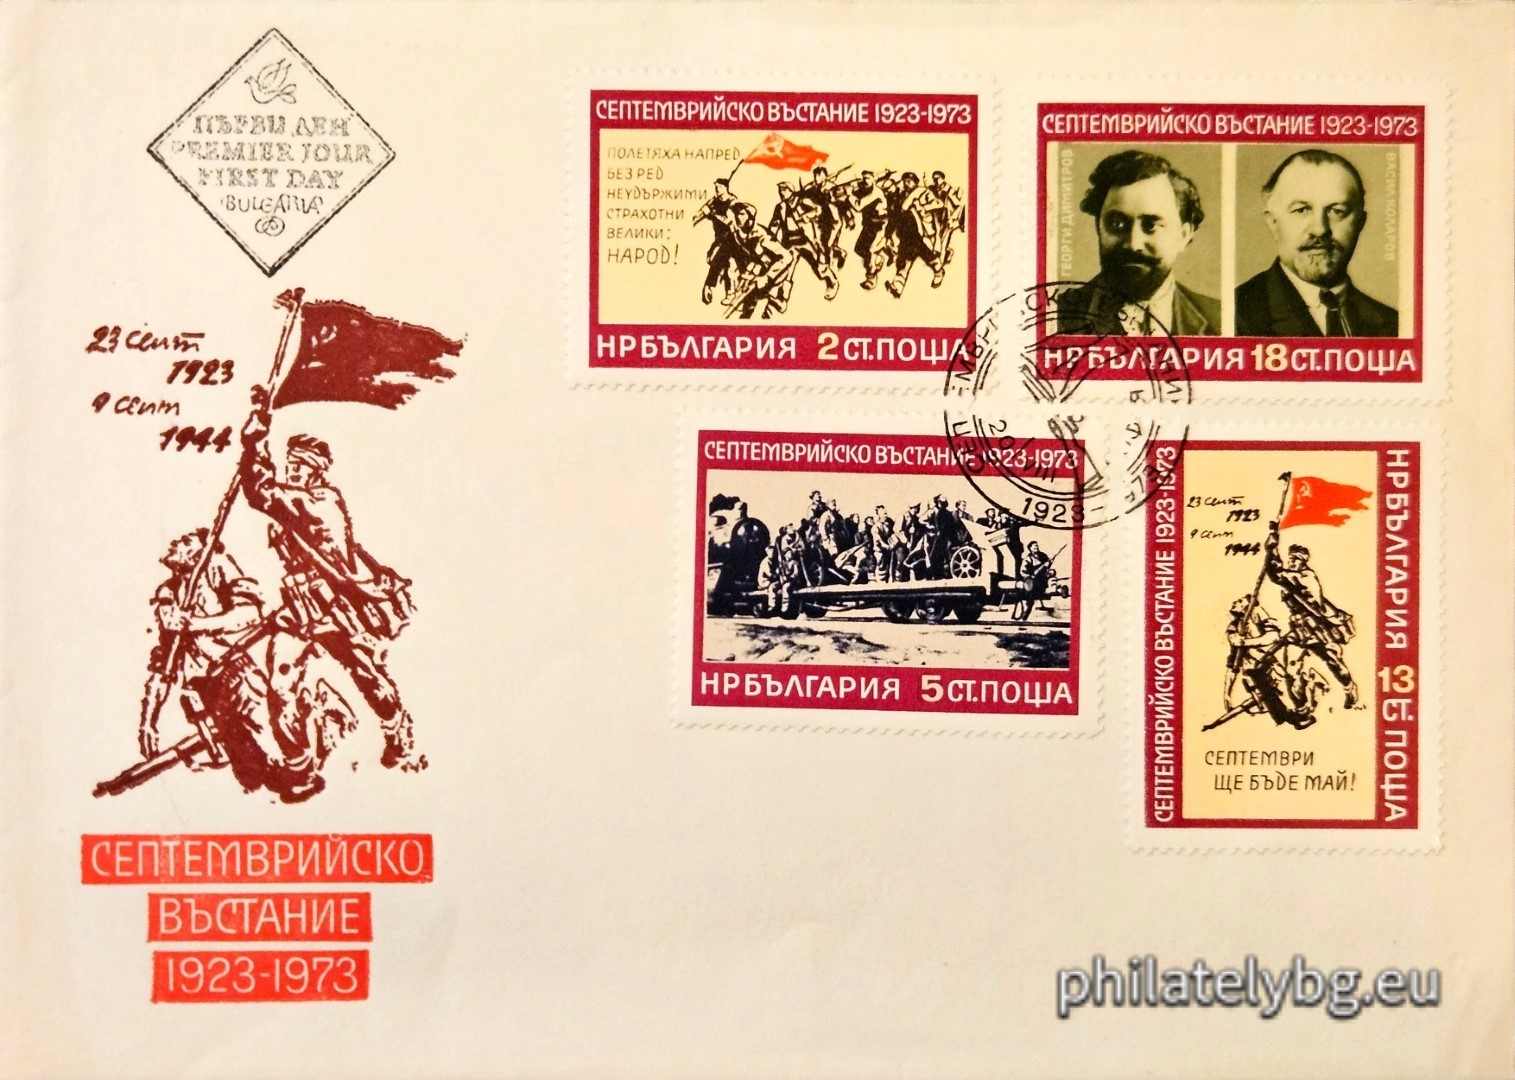 ПЪРВИ ДЕН
PREMIER JOUR
FIRST DAY
BULGARIA
23 септ
1923
9 септ
1944
СЕПТЕМВРИЙСКО
ВЪСТАНИЕ
1923-1973
СЕПТЕМВРИЙСКО ВЪСТАНИЕ 1923-1973
ПОЛЕТЯХА НАПРЕД
БЕЗ РЕД
НЕУДЪРЖИМИ
СТРАХОТНИ
ВЕЛИКИ:
НАРОД!
НРБЪЛГАРИЯ 2 СТ. ПОЩА
СЕПТЕМВРИЙСКО ВЪСТАНИЕ 1923-1973
ГЕОРГИ ДИМИТРОВ
ВАСИЛ КОЛАРОВ
НРБЪЛГАРИЯ 18 СТ. ПОЩА
СЕПТЕМВРИЙСКО ВЪСТАНИЕ 1923-1973
НРБЪЛГАРИЯ 5 СТ. ПОЩА
СЕПТЕМВРИЙСКО ВЪСТАНИЕ 1923-1973
23 септ
1923
9 септ
1944
СЕПТЕМВРИ
ЩЕ БЪДЕ МАЙ!
НРБЪЛГАРИЯ 13 СТ. ПОЩА
1923
philatelybg.eu